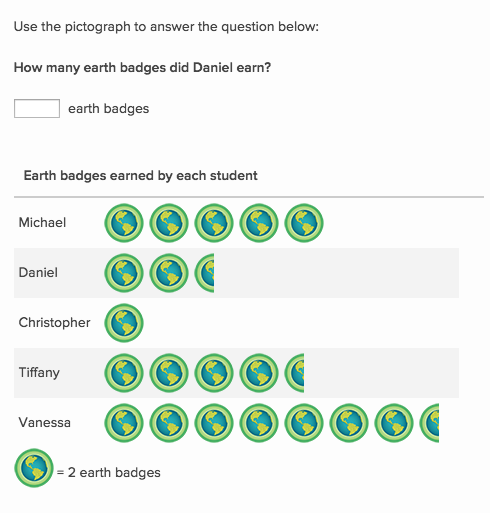 Use the pictograph to answer the question below:
How many earth badges did Daniel earn?
earth badges
Earth badges earned by each student
Michael
Daniel
Christopher
Tiffany
Vanessa
= 2 earth badges